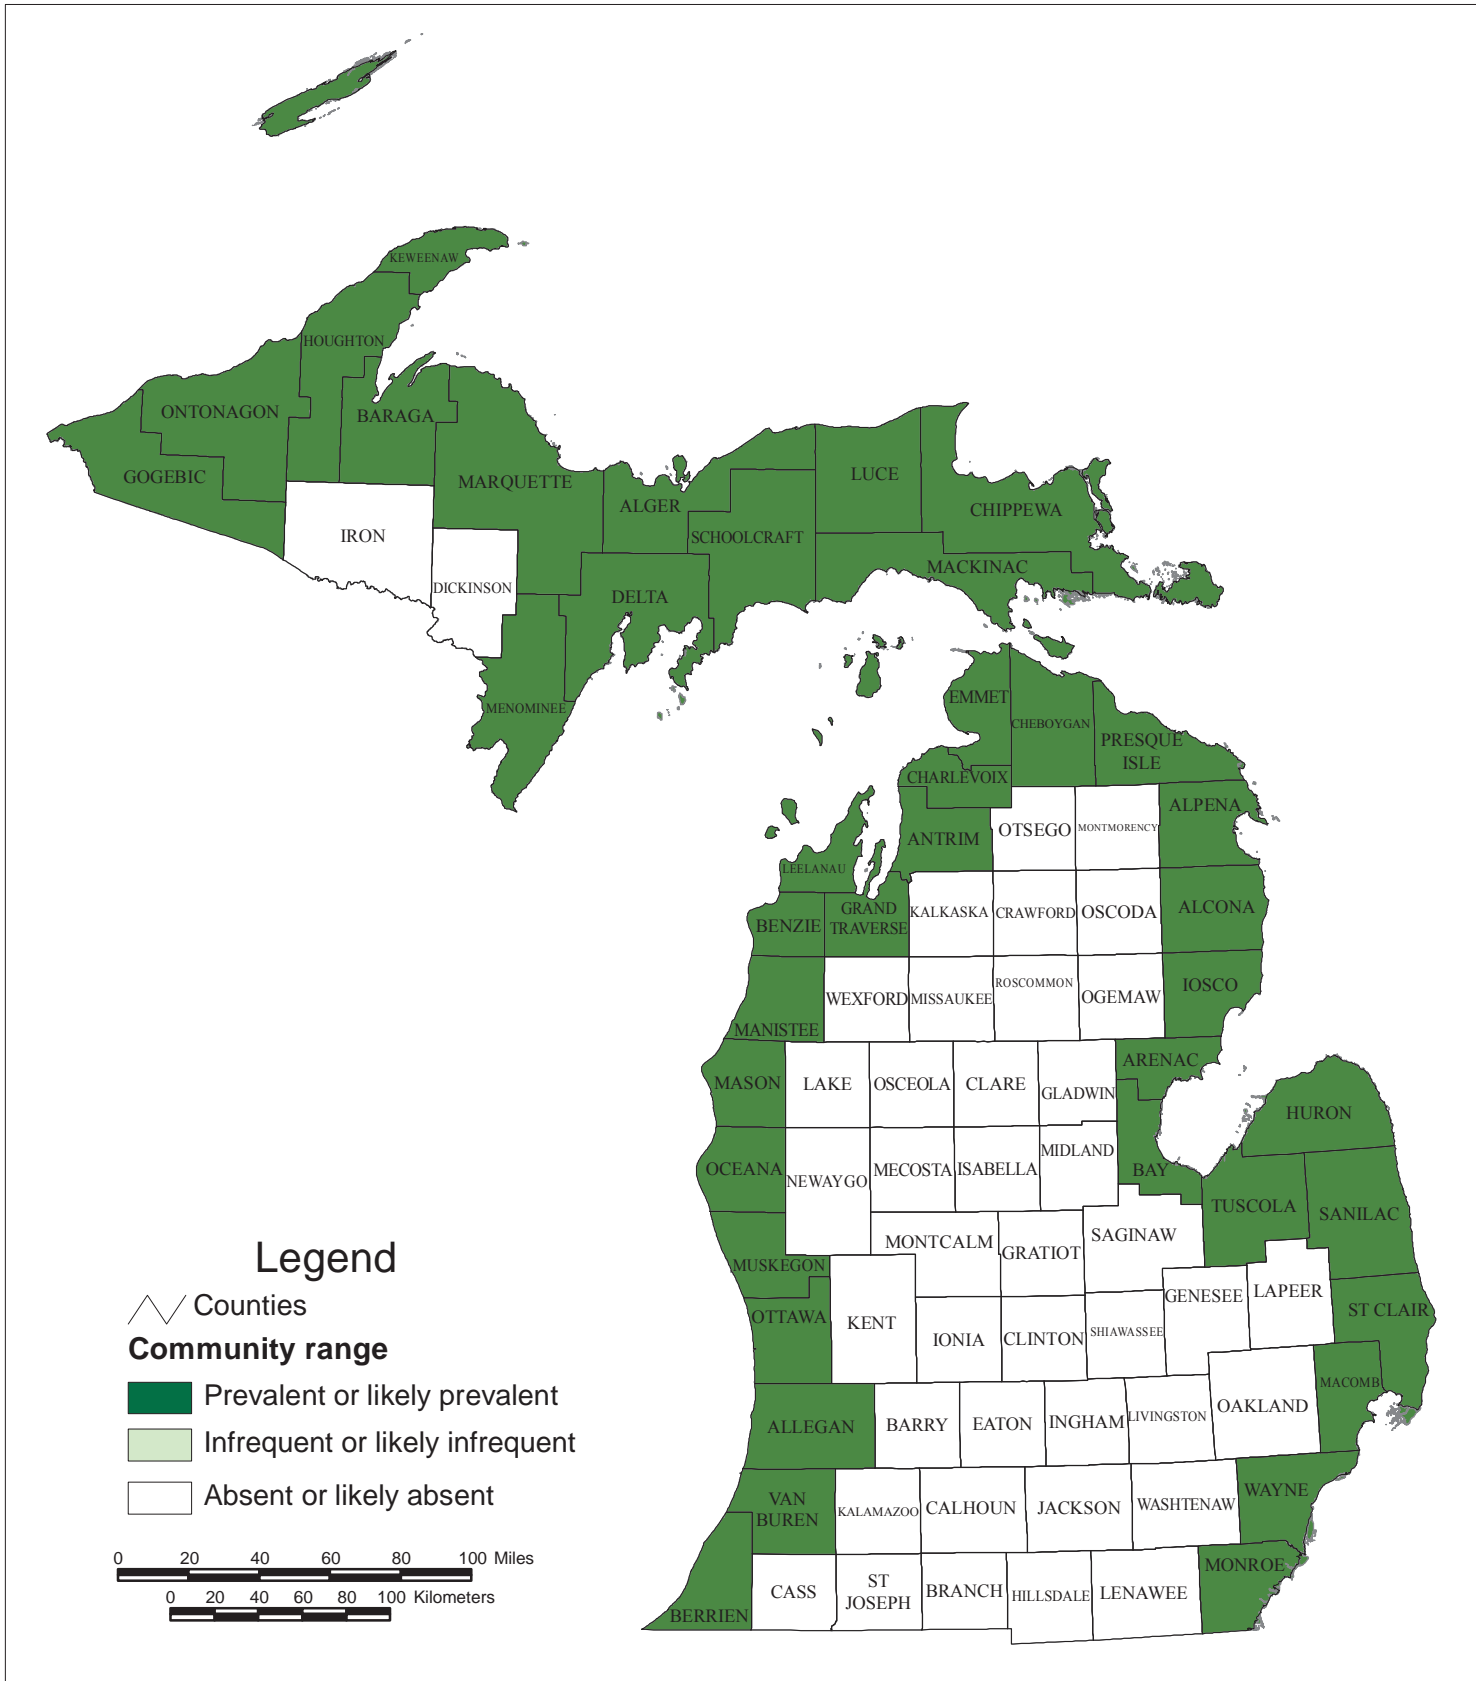 KEWEENAW
HOUGHTON
ONTONAGON
BARAGA
GOGEBIC
MARQUETTE
LUCE
ALGER
CHIPPEWA
IRON
SCHOOLCRAFT
MACKINAC
DICKINSON
DELTA
MENOMINEE
EMMET
CHEBOYGAN
PRESQUE
ISLE
CHARLEVOIX
ALPENA
ANTRIM
OTSEGO
MONTMORENCY
LEELANAU
BENZIE
GRAND
TRAVERSE
KALKASKA
CRAWFORD
OSCODA
ALCONA
MANISTEE
WEXFORD
MISSAUKEE
ROSCOMMON
OGEMAW
IOSCO
ARENAC
MASON
LAKE
OSCEOLA
CLARE
GLADWIN
HURON
OCEANA
NEWAYGO
MECOSTA
ISABELLA
MIDLAND
BAY
TUSCOLA
SANILAC
MUSKEGON
MONTCALM
GRATIOT
SAGINAW
OTTAWA
KENT
IONIA
CLINTON
SHIAWASSEE
GENESEE
LAPEER
ST CLAIR
ALLEGAN
BARRY
EATON
INGHAM
LIVINGSTON
OAKLAND
MACOMB
VAN
BUREN
KALAMAZOO
CALHOUN
JACKSON
WASHTENAW
WAYNE
BERRIEN
CASS
ST
JOSEPH
BRANCH
HILLSDALE
LENAWEE
MONROE
Legend
Counties
Community range
Prevalent or likely prevalent
Infrequent or likely infrequent
Absent or likely absent
0 20 40 60 80 100 Miles
0 20 40 60 80 100 Kilometers